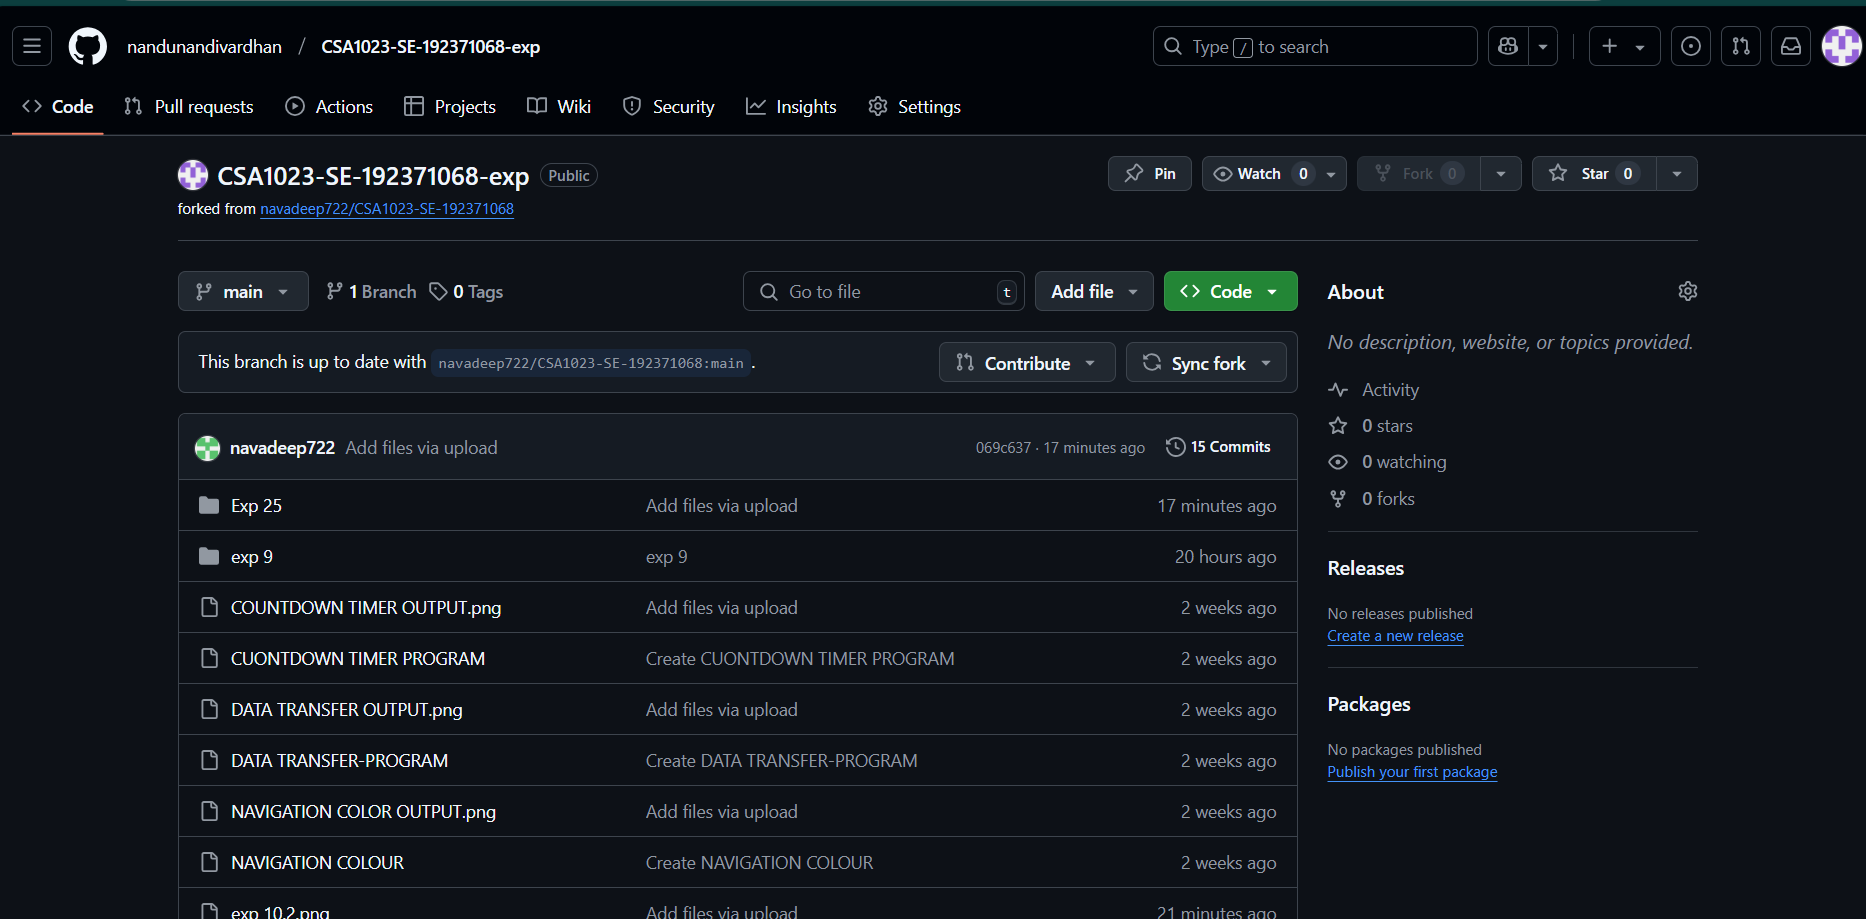 nandunandivardhan / CSA1023-SE-192371068-exp
Type / to search
Code Pull requests Actions Projects Wiki Security Insights Settings
CSA1023-SE-192371068-exp Public
Pin Watch 0 Fork 0 Star 0
forked from navadeep722/CSA1023-SE-192371068
main 1 Branch 0 Tags
Go to file t
Add file Code
This branch is up to date with navadeep722/CSA1023-SE-192371068:main .
Contribute Sync fork
navadeep722 Add files via upload 069c637 · 17 minutes ago 15 Commits
Exp 25 Add files via upload 17 minutes ago
exp 9 exp 9 20 hours ago
COUNTDOWN TIMER OUTPUT.png Add files via upload 2 weeks ago
CUONTDOWN TIMER PROGRAM Create CUONTDOWN TIMER PROGRAM 2 weeks ago
DATA TRANSFER OUTPUT.png Add files via upload 2 weeks ago
DATA TRANSFER-PROGRAM Create DATA TRANSFER-PROGRAM 2 weeks ago
NAVIGATION COLOR OUTPUT.png Add files via upload 2 weeks ago
NAVIGATION COLOUR Create NAVIGATION COLOUR 2 weeks ago
exp 10.2.png Add files via upload 21 minutes ago
About
No description, website, or topics provided.
Activity
0 stars
0 watching
0 forks
Releases
No releases published
Create a new release
Packages
No packages published
Publish your first package